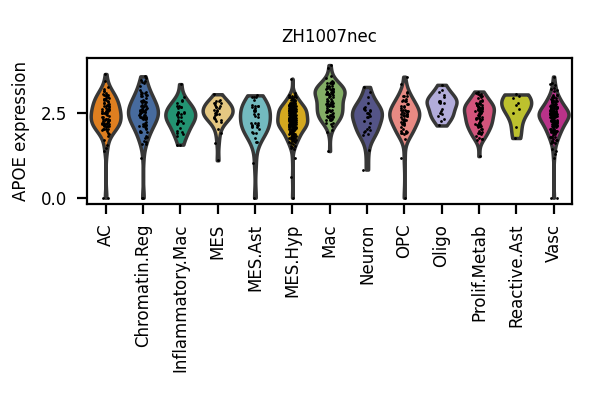 ZH1007nec
APOE expression
2.5
0.0
AC
Chromatin.Reg
Inflammatory.Mac
MES
MES.Ast
MES.Hyp
Mac
Neuron
OPC
Oligo
Prolif.Metab
Reactive.Ast
Vasc